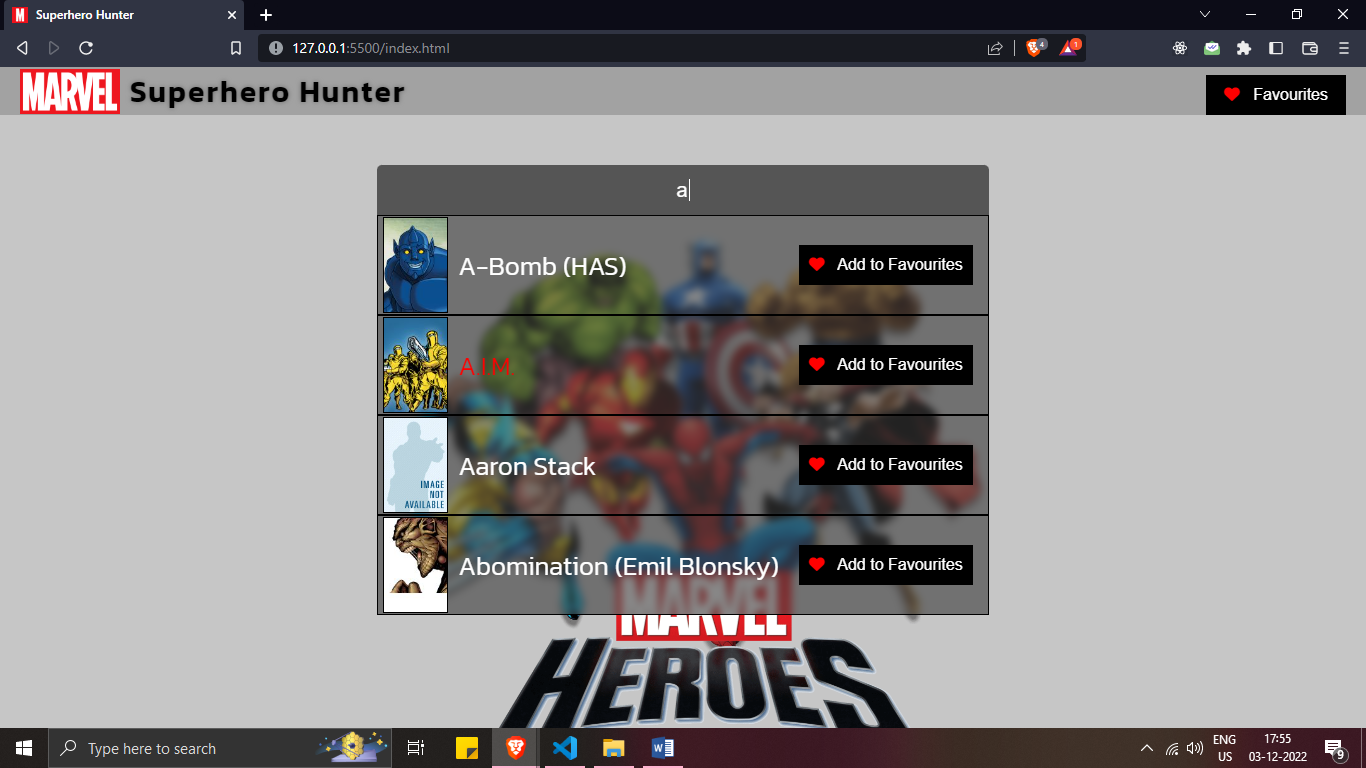 Superhero Hunter
127.0.0.1:5500/index.html
4
1
MARVEL Superhero Hunter
Favourites
a
A-Bomb (HAS)
Add to Favourites
A.I.M.
Add to Favourites
Aaron Stack
Add to Favourites
IMAGE
NOT
AVAILABLE
Abomination (Emil Blonsky)
Add to Favourites
MARVEL
HEROES
Type here to search
ENG
US
17:55
03-12-2022
9